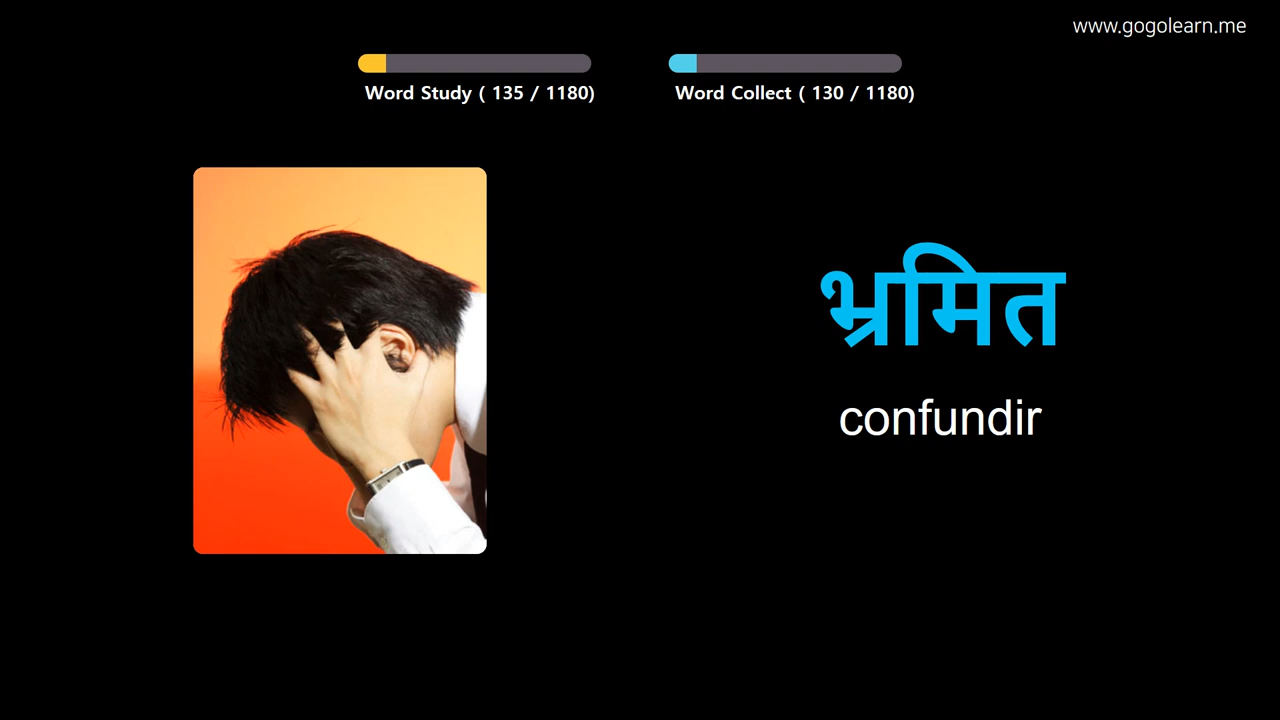 www.gogolearn.me
Word Study ( 135 / 1180)
Word Collect ( 130 / 1180)
भ्रमित
confundir